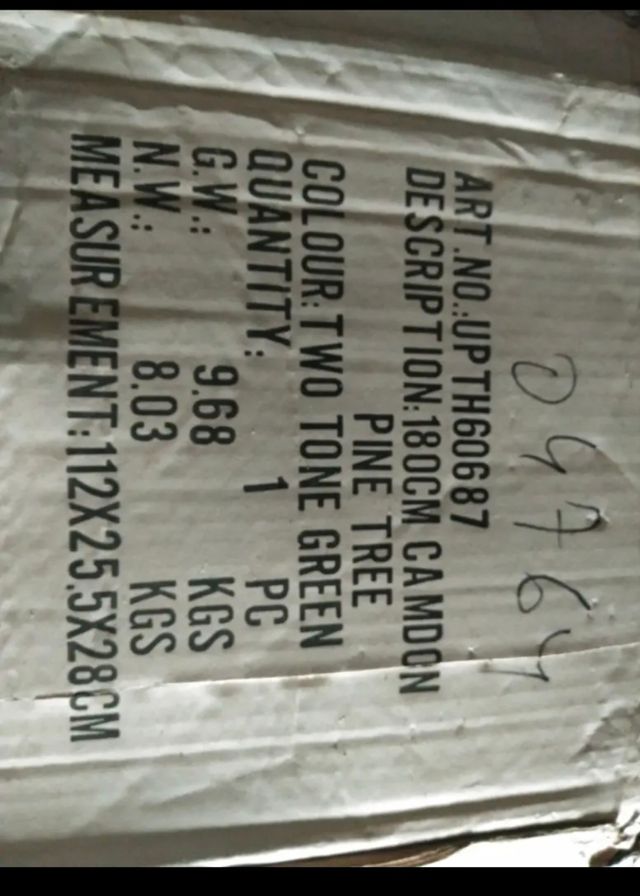 ART.NO.:UPTH60687
DESCRIPTION:180CM CAMDON
PINE TREE
COLOUR:TWO TONE GREEN
QUANTITY: 1 PC
G.W.: 9.68 KGS
N.W.: 8.03 KGS
MEASUREMENT:112X25.5X28CM